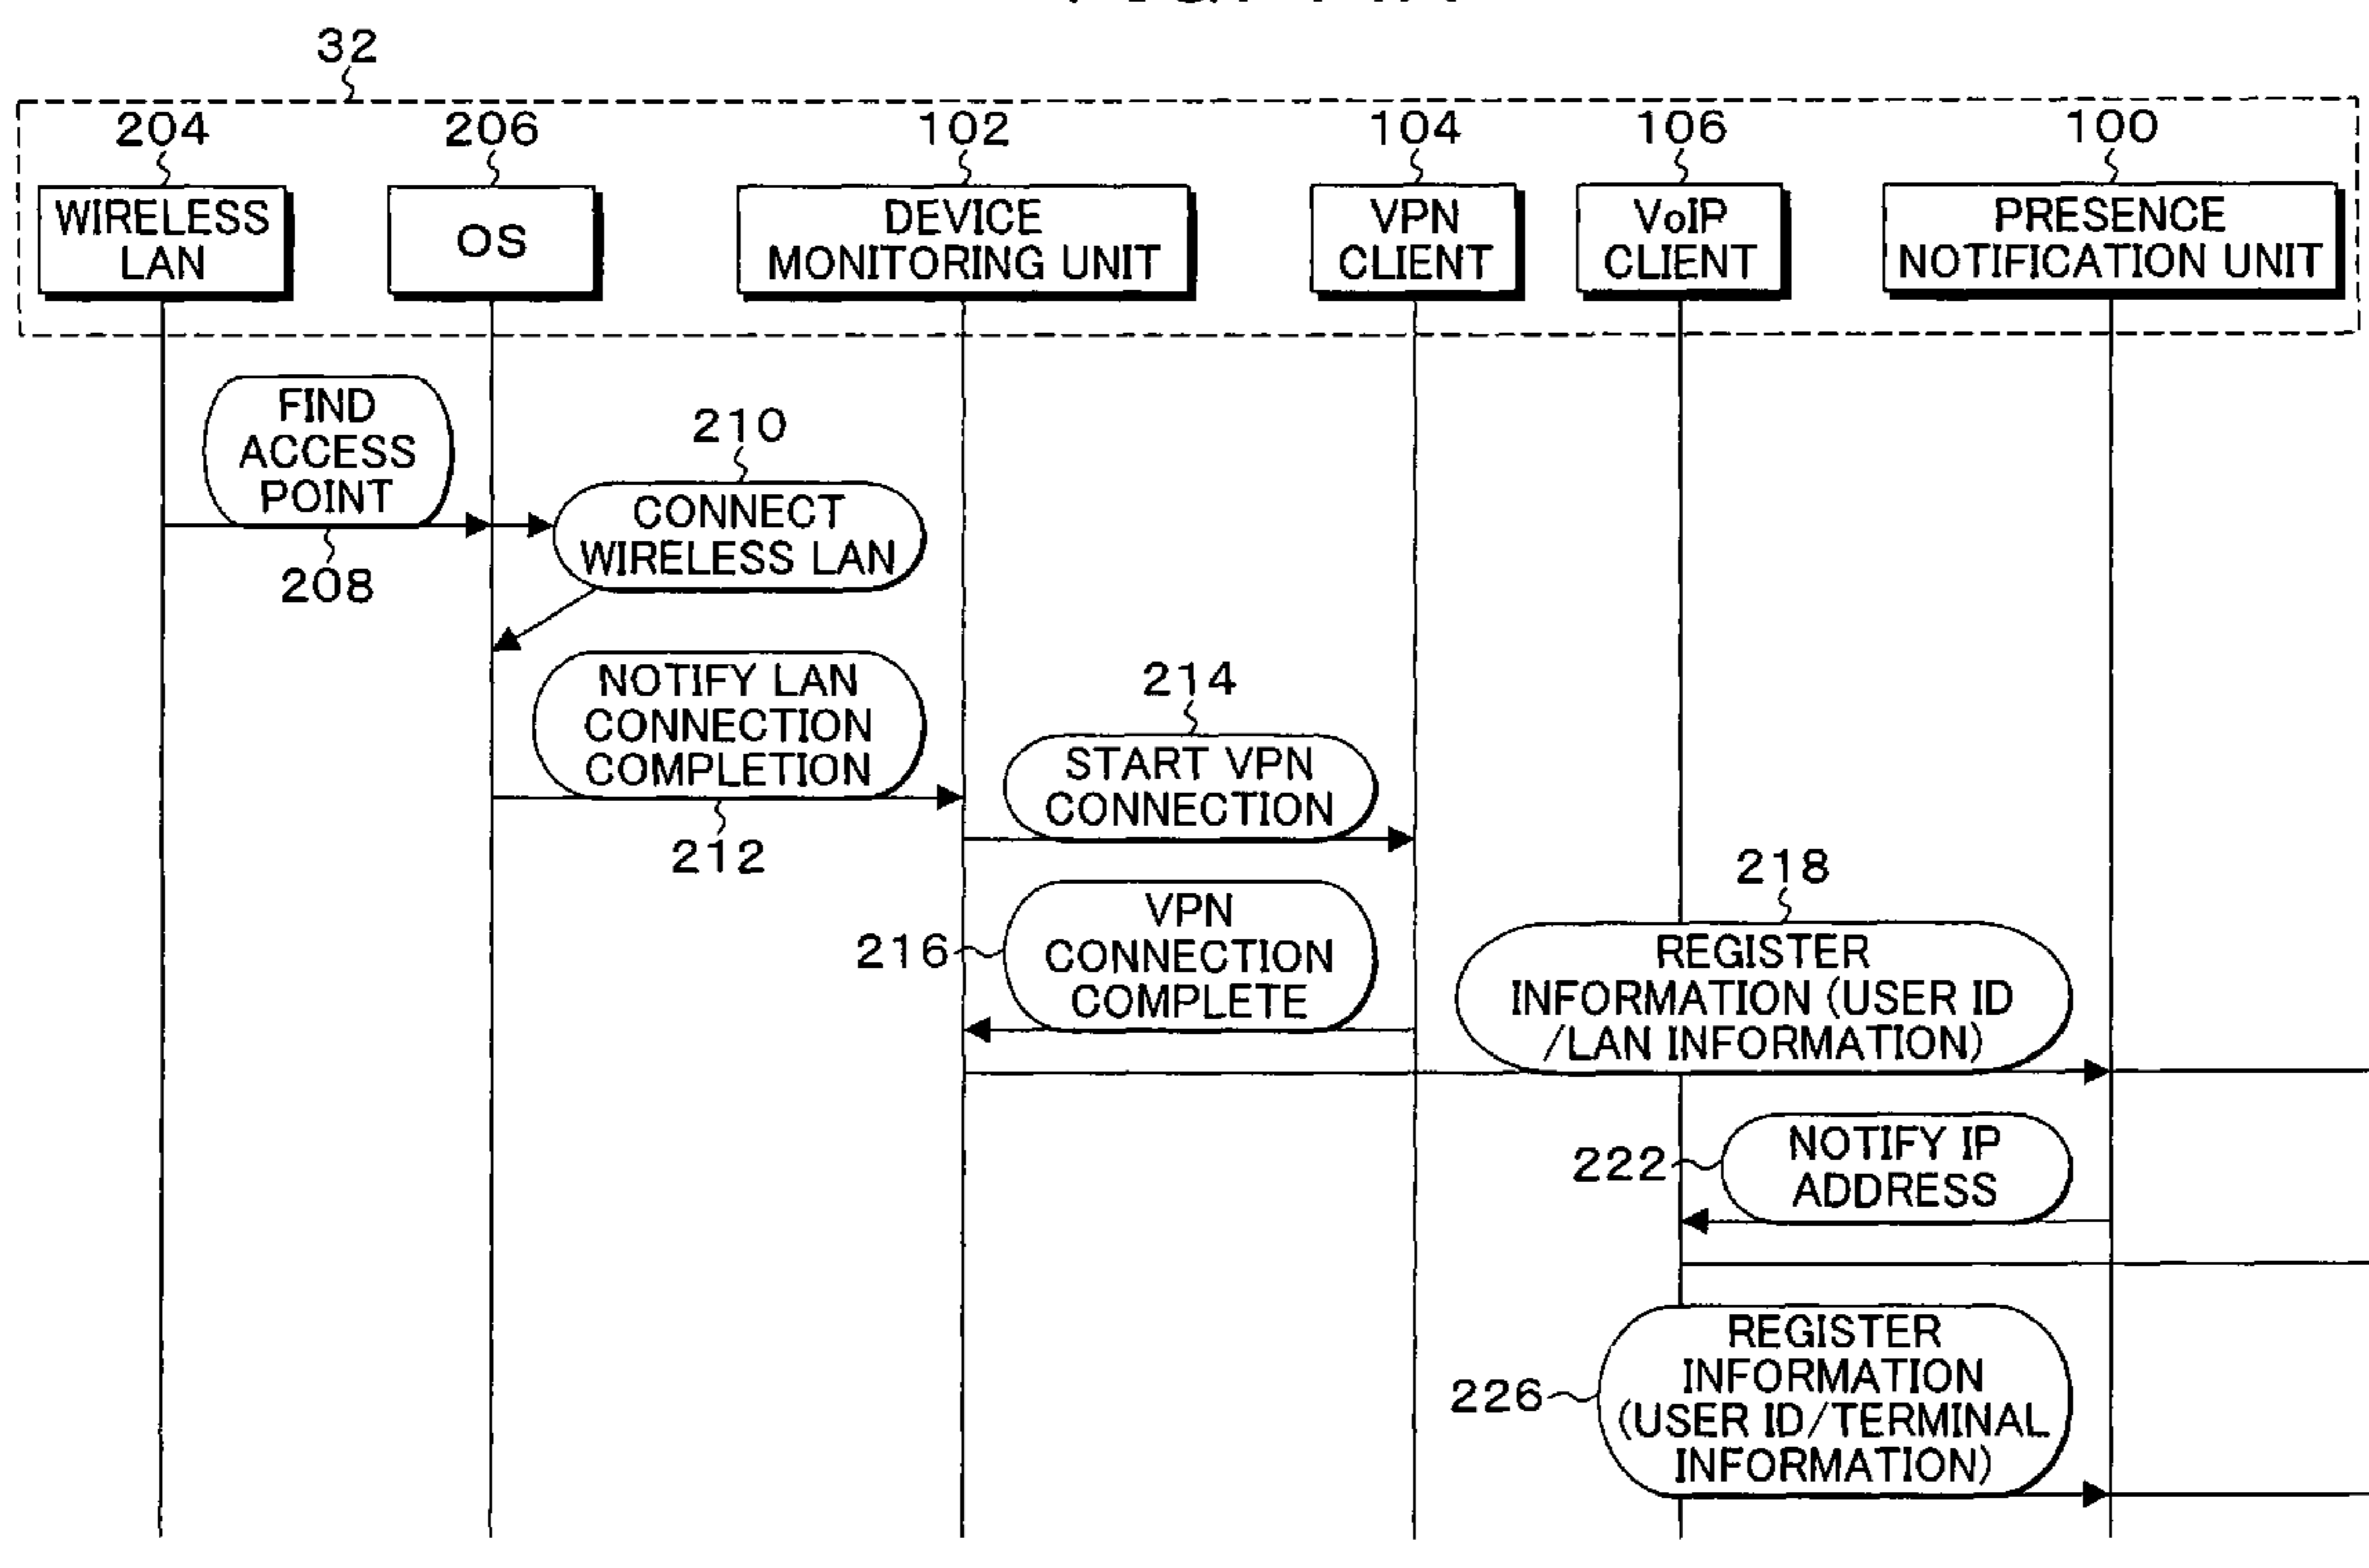 32
204
206
102
104
106
100
WIRELESS
LAN
OS
DEVICE
MONITORING UNIT
VPN
CLIENT
VoIP
CLIENT
PRESENCE
NOTIFICATION UNIT
FIND
ACCESS
POINT
208
210
CONNECT
WIRELESS LAN
NOTIFY LAN
CONNECTION
COMPLETION
212
214
START VPN
CONNECTION
216
VPN
CONNECTION
COMPLETE
218
REGISTER
INFORMATION (USER ID
/LAN INFORMATION)
222
NOTIFY IP
ADDRESS
226
REGISTER
INFORMATION
(USER ID/TERMINAL
INFORMATION)